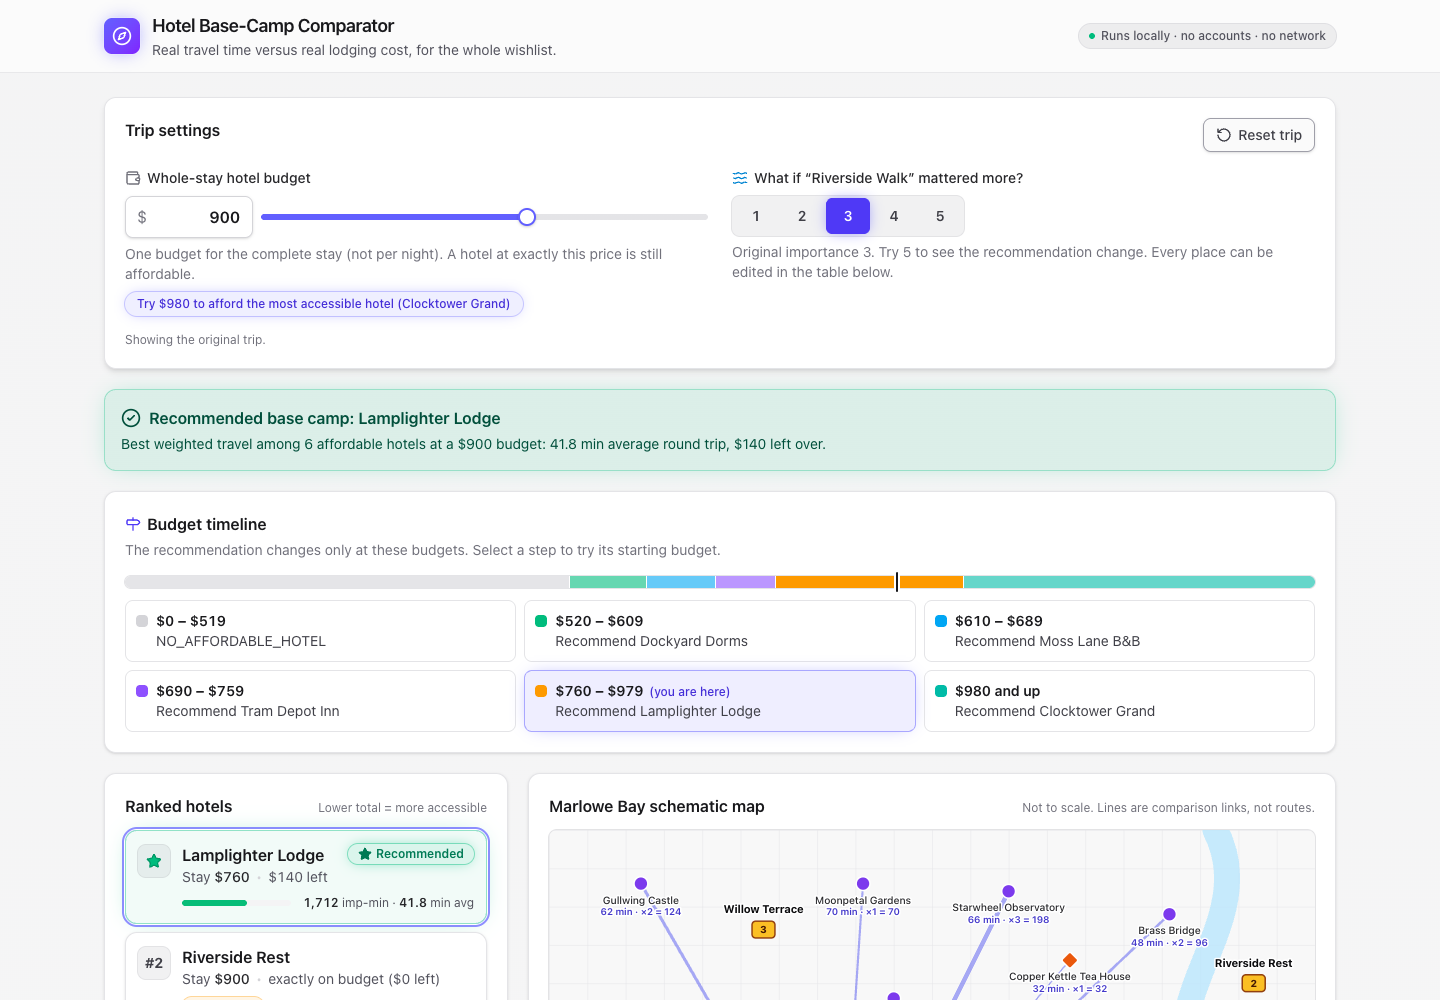 Hotel Base-Camp Comparator
Real travel time versus real lodging cost, for the whole wishlist.
Runs locally · no accounts · no network
Trip settings
Reset trip
Whole-stay hotel budget
$ 900
One budget for the complete stay (not per night). A hotel at exactly this price is still
affordable.
Try $980 to afford the most accessible hotel (Clocktower Grand)
Showing the original trip.
What if “Riverside Walk” mattered more?
1 2 3 4 5
Original importance 3. Try 5 to see the recommendation change. Every place can be
edited in the table below.
Recommended base camp: Lamplighter Lodge
Best weighted travel among 6 affordable hotels at a $900 budget: 41.8 min average round trip, $140 left over.
Budget timeline
The recommendation changes only at these budgets. Select a step to try its starting budget.
$0 – $519
NO_AFFORDABLE_HOTEL
$520 – $609
Recommend Dockyard Dorms
$610 – $689
Recommend Moss Lane B&B
$690 – $759
Recommend Tram Depot Inn
$760 – $979 (you are here)
Recommend Lamplighter Lodge
$980 and up
Recommend Clocktower Grand
Ranked hotels
Lower total = more accessible
Lamplighter Lodge
Recommended
Stay $760 · $140 left
1,712 imp-min · 41.8 min avg
#2
Riverside Rest
Stay $900 · exactly on budget ($0 left)
Marlowe Bay schematic map
Not to scale. Lines are comparison links, not routes.
Gullwing Castle
62 min · ×2 = 124
Willow Terrace
3
Moonpetal Gardens
70 min · ×1 = 70
Starwheel Observatory
66 min · ×3 = 198
Brass Bridge
48 min · ×2 = 96
Copper Kettle Tea House
32 min · ×1 = 32
Riverside Rest
2